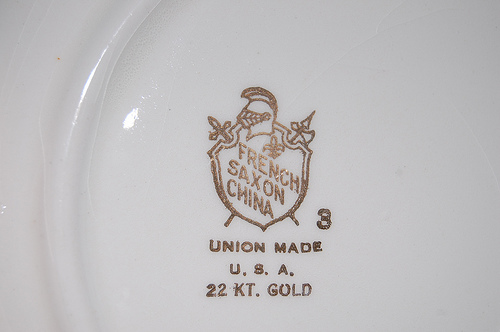 FRENCH
SAXON
CHINA
3
UNION MADE
U. S. A.
22 KT. GOLD